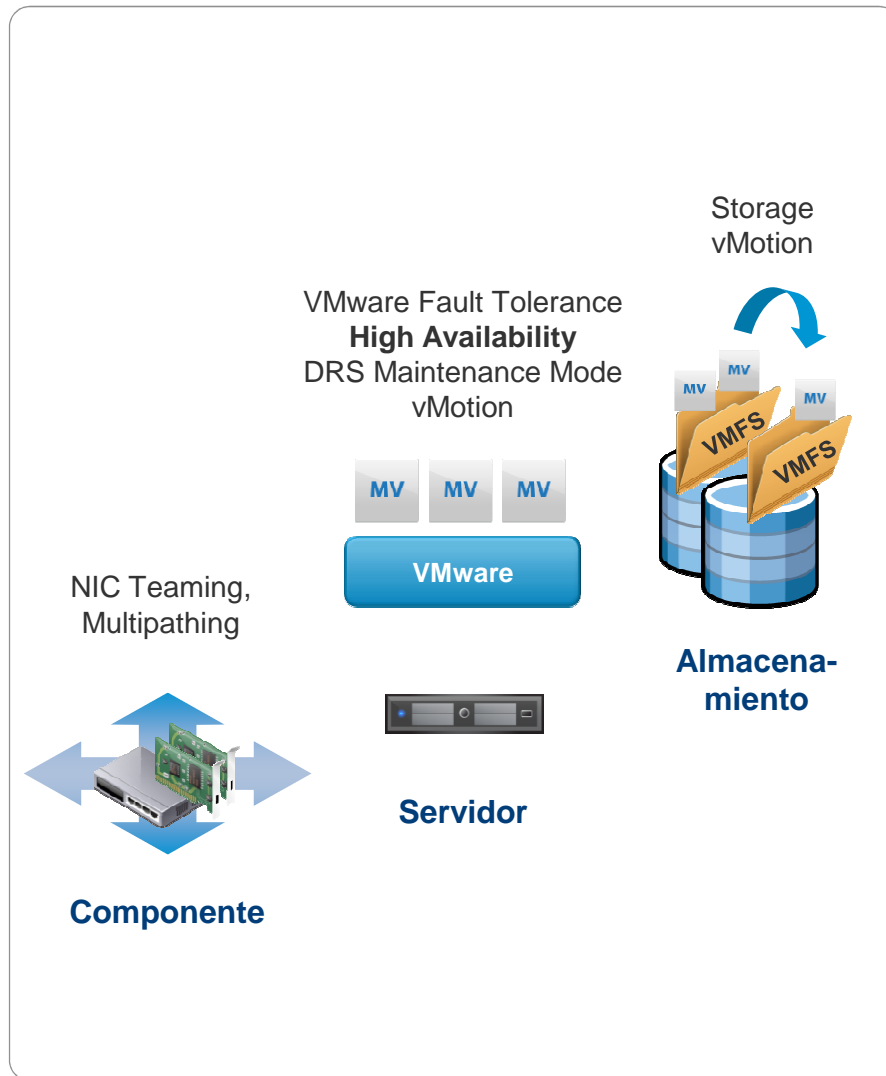 Storage
vMotion
VMware Fault Tolerance
High Availability
DRS Maintenance Mode
vMotion
MV
MV
MV
VMFS
VMFS
MV MV MV
VMware
NIC Teaming,
Multipathing
Almacena-
miento
Servidor
Componente